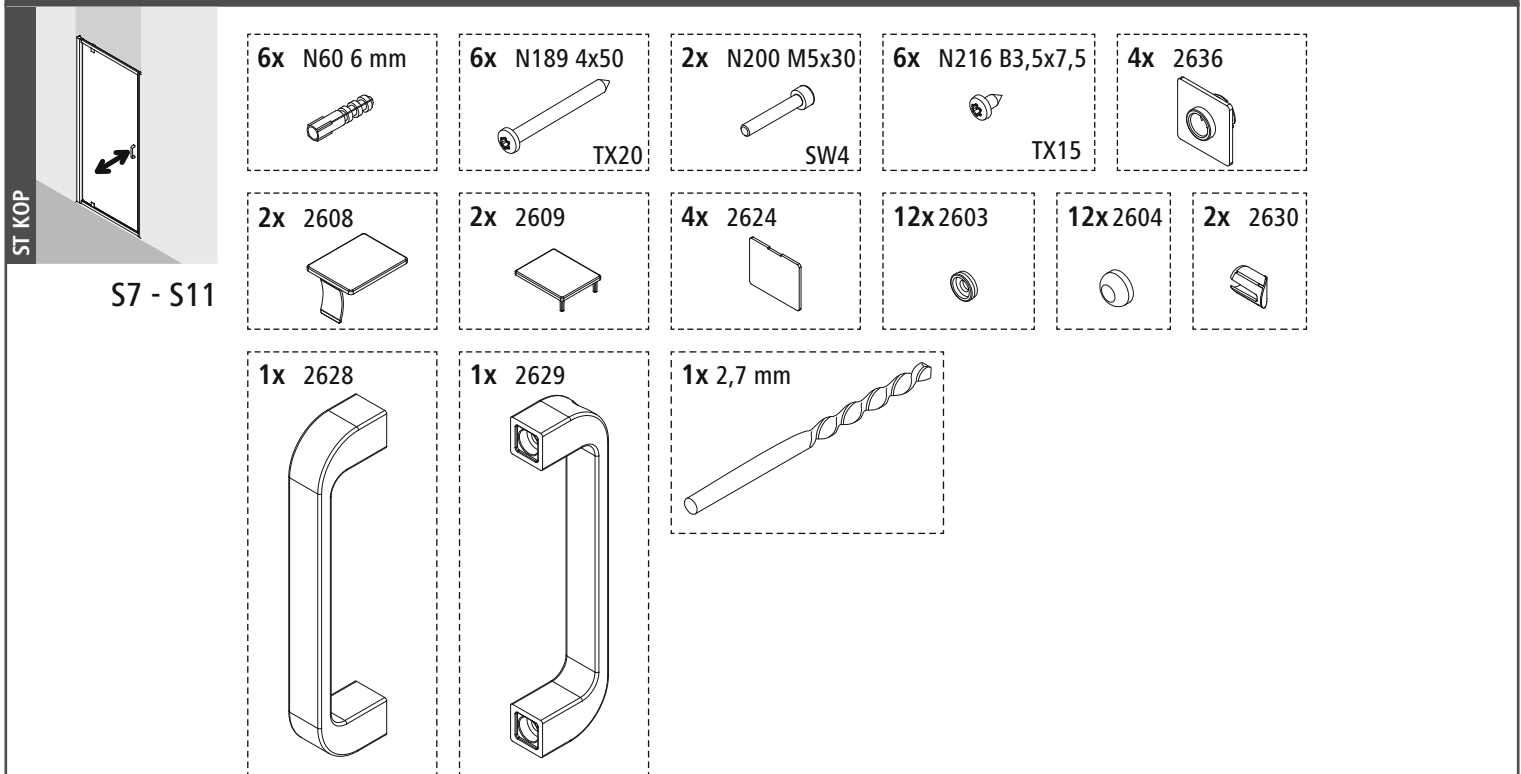 ST KOP
S7 - S11
6x N60 6 mm
6x N189 4x50
TX20
2x N200 M5x30
SW4
6x N216 B3,5x7,5
TX15
4x 2636
2x 2608
2x 2609
4x 2624
12x 2603
12x 2604
2x 2630
1x 2628
1x 2629
1x 2,7 mm